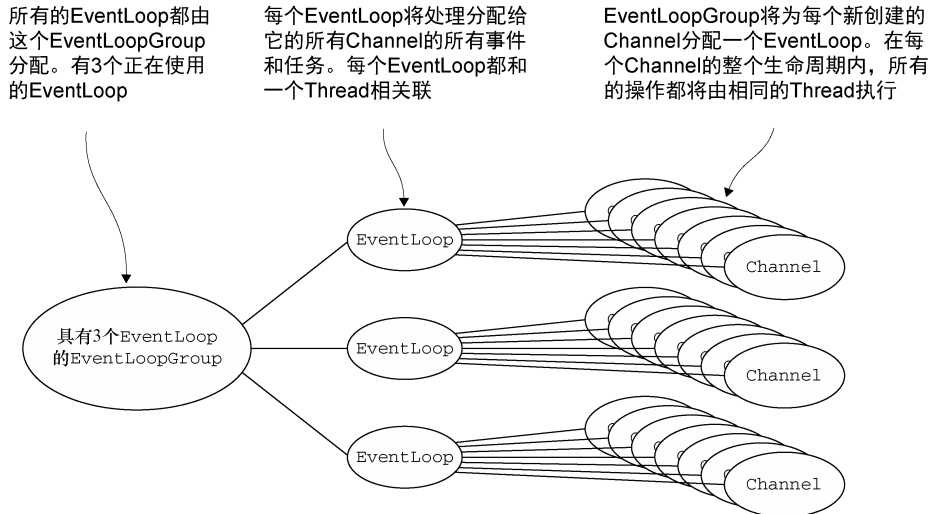 所有的EventLoop都由
这个EventLoopGroup
分配。有3个正在使用
的EventLoop
每个EventLoop将处理分配给
它的所有Channel的所有事件
和任务。每个EventLoop都和
一个Thread相关联
EventLoopGroup将为每个新创建的
Channel分配一个EventLoop。在每
个Channel的整个生命周期内，所有
的操作都将由相同的Thread执行
具有3个EventLoop
的EventLoopGroup
EventLoop
Channel
EventLoop
Channel
EventLoop
Channel